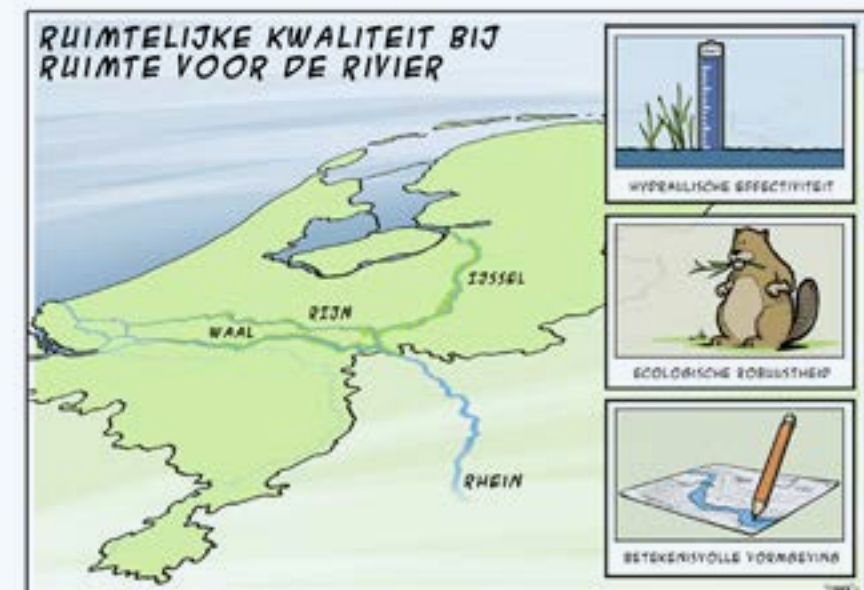 RUIMTELIJKE KWALITEIT BIJ
RUIMTE VOOR DE RIVIER
HYDRAULISCHE EFFECTIVITEIT
IJSSEL
RIJN
WAAL
ECOLOGISCHE ROBUUSTHEID
RHEIN
BETEKENISVOLLE VORMGEVING